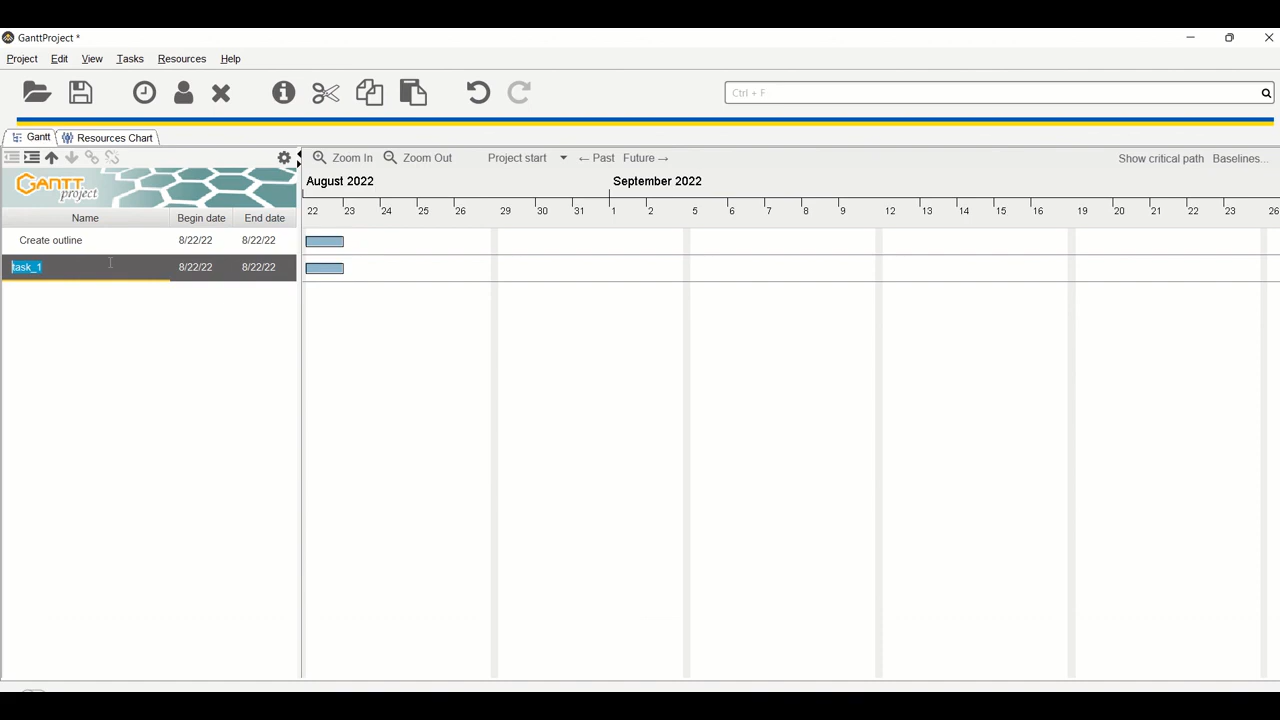 GanttProject *
Project Edit View Tasks Resources Help
Ctrl + F
Gantt Resources Chart
Zoom In Zoom Out Project start ← Past Future → Show critical path Baselines...
GANTT project
August 2022 September 2022
22 23 24 25 26 29 30 31 1 2 5 6 7 8 9 12 13 14 15 16 19 20 21 22 23 26
Name Begin date End date
Create outline 8/22/22 8/22/22
task_1 8/22/22 8/22/22